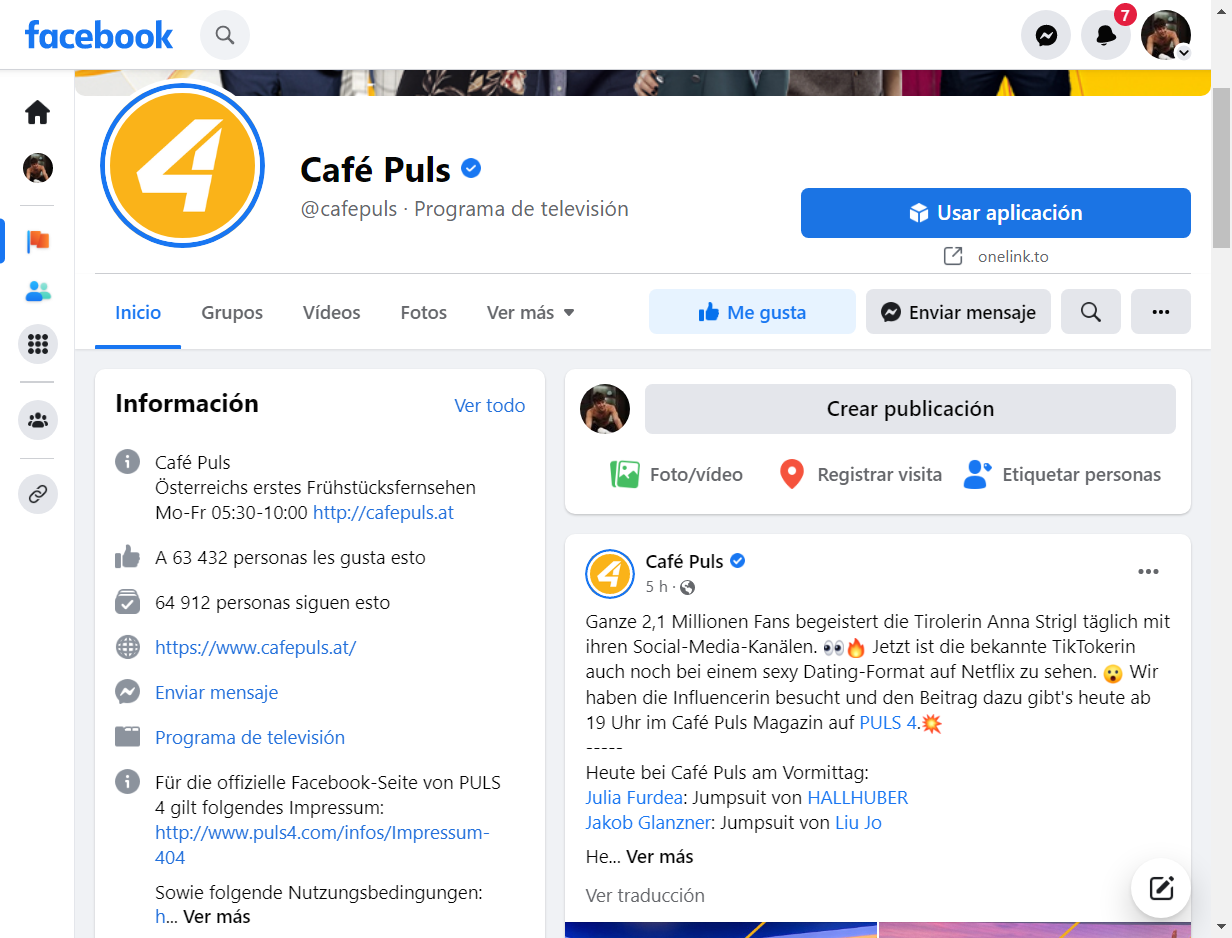 facebook
7
4
Café Puls
@cafepuls · Programa de televisión
Usar aplicación
onelink.to
Inicio
Grupos
Vídeos
Fotos
Ver más
Me gusta
Enviar mensaje
Información
Ver todo
Café Puls
Österreichs erstes Frühstücksfernsehen
Mo-Fr 05:30-10:00 http://cafepuls.at
A 63 432 personas les gusta esto
64 912 personas siguen esto
https://www.cafepuls.at/
Enviar mensaje
Programa de televisión
Für die offizielle Facebook-Seite von PULS
4 gilt folgendes Impressum:
http://www.puls4.com/infos/Impressum-
404
Sowie folgende Nutzungsbedingungen:
h... Ver más
Crear publicación
Foto/vídeo
Registrar visita
Etiquetar personas
4
Café Puls
5 h ·
Ganze 2,1 Millionen Fans begeistert die Tirolerin Anna Strigl täglich mit
ihren Social-Media-Kanälen. 👀🔥 Jetzt ist die bekannte TikTokerin
auch noch bei einem sexy Dating-Format auf Netflix zu sehen. 😮 Wir
haben die Influencerin besucht und den Beitrag dazu gibt's heute ab
19 Uhr im Café Puls Magazin auf PULS 4.💥
-----
Heute bei Café Puls am Vormittag:
Julia Furdea: Jumpsuit von HALLHUBER
Jakob Glanzner: Jumpsuit von Liu Jo
He... Ver más
Ver traducción